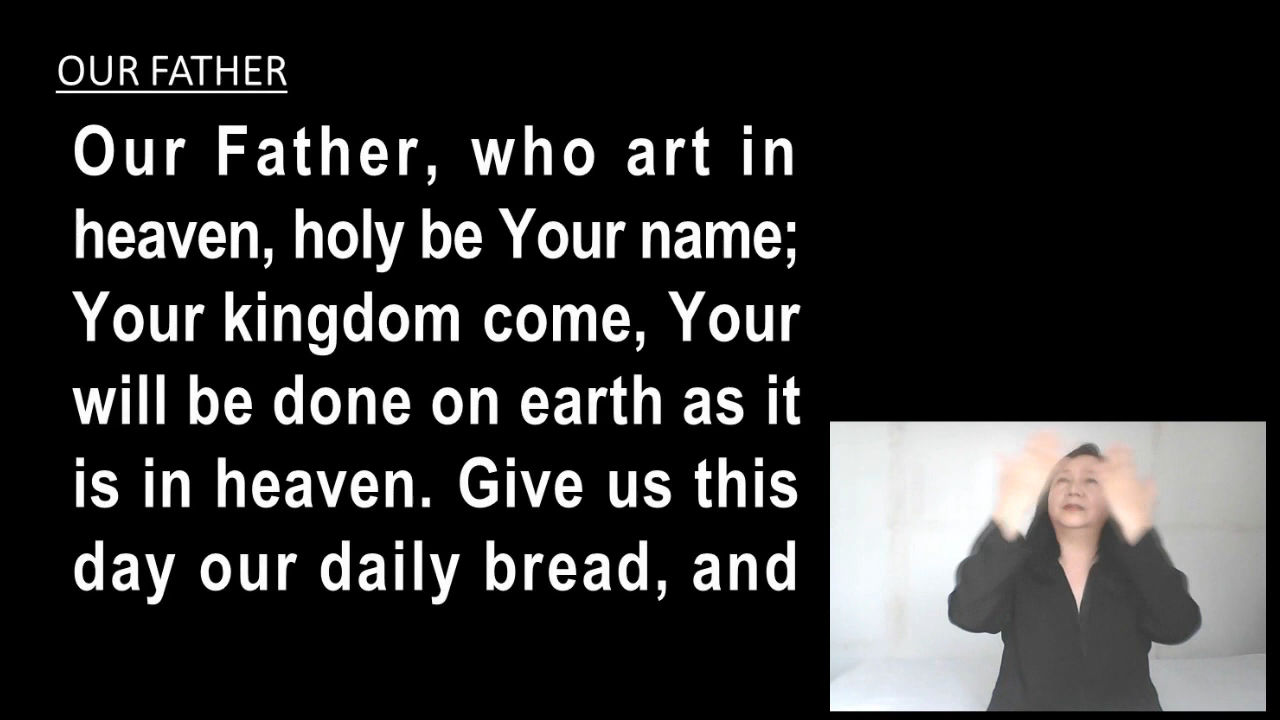 OUR FATHER
Our Father, who art in
heaven, holy be Your name;
Your kingdom come, Your
will be done on earth as it
is in heaven. Give us this
day our daily bread, and